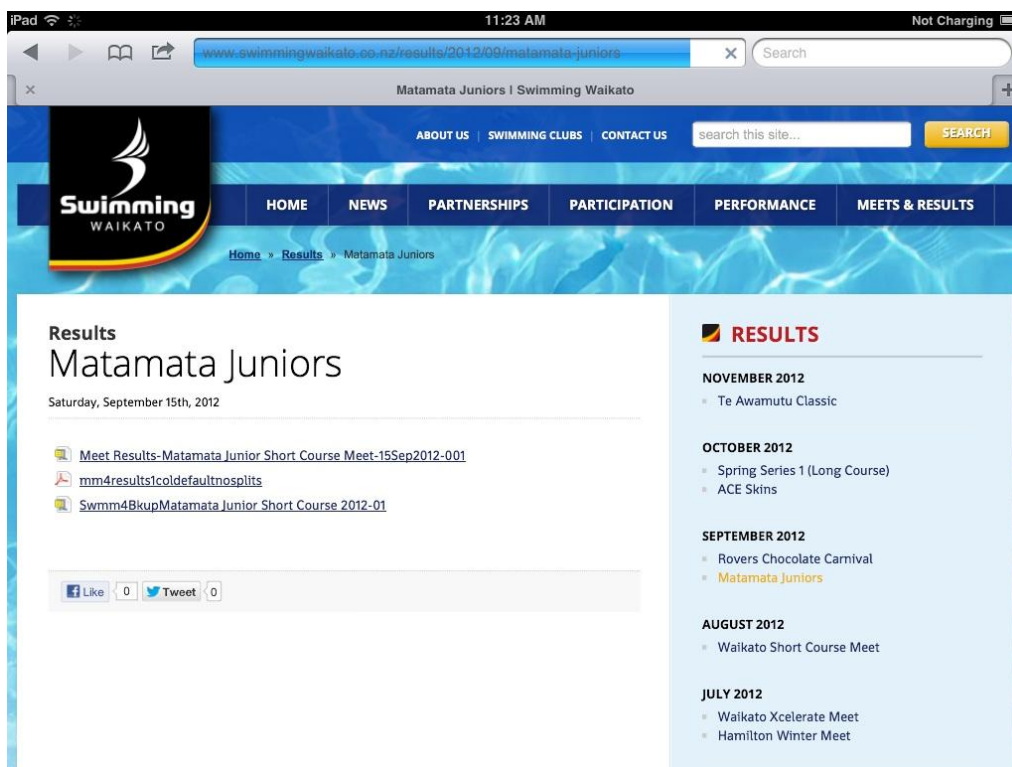 iPad 11:23 AM Not Charging
www.swimmingwaikato.co.nz/results/2012/09/matamata-juniors Search
Matamata Juniors | Swimming Waikato
ABOUT US | SWIMMING CLUBS | CONTACT US search this site... SEARCH
Swimming
WAIKATO
HOME NEWS PARTNERSHIPS PARTICIPATION PERFORMANCE MEETS & RESULTS
Home » Results » Matamata Juniors
Results
Matamata Juniors
Saturday, September 15th, 2012
Meet Results-Matamata Junior Short Course Meet-15Sep2012-001
mm4results1coldefaultnosplits
Swmm4BkupMatamata Junior Short Course 2012-01
Like 0 Tweet 0
RESULTS
NOVEMBER 2012
Te Awamutu Classic
OCTOBER 2012
Spring Series 1 (Long Course)
ACE Skins
SEPTEMBER 2012
Rovers Chocolate Carnival
Matamata Juniors
AUGUST 2012
Waikato Short Course Meet
JULY 2012
Waikato Xcelerate Meet
Hamilton Winter Meet